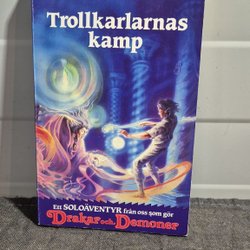 Trollkarlarnas
kamp
Ett SOLOÄVENTYR från oss som gör
Drakar och Demoner